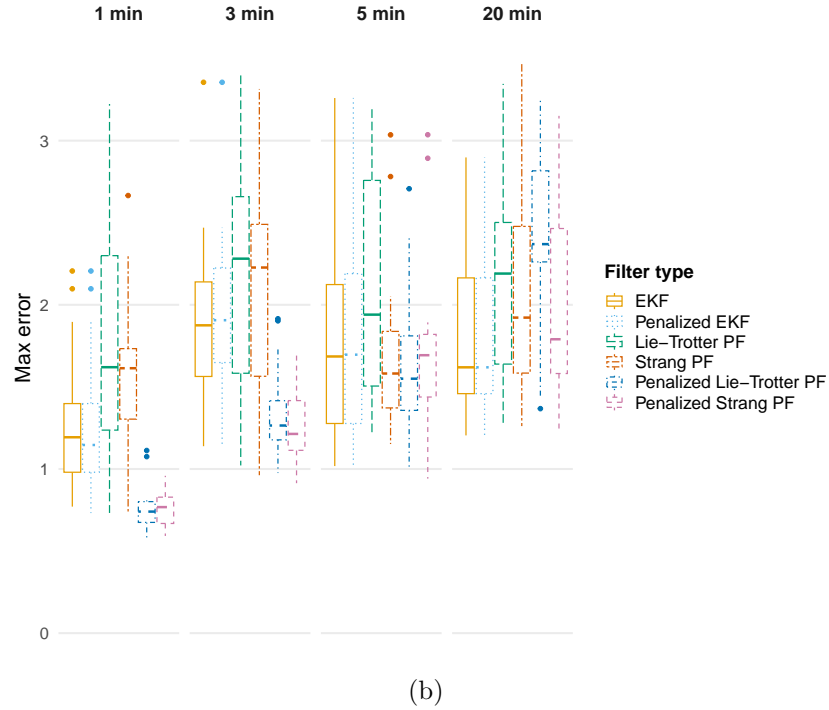 1 min 3 min 5 min 20 min
3
2
1
0
Max error
Filter type
EKF
Penalized EKF
Lie−Trotter PF
Strang PF
Penalized Lie−Trotter PF
Penalized Strang PF
(b)